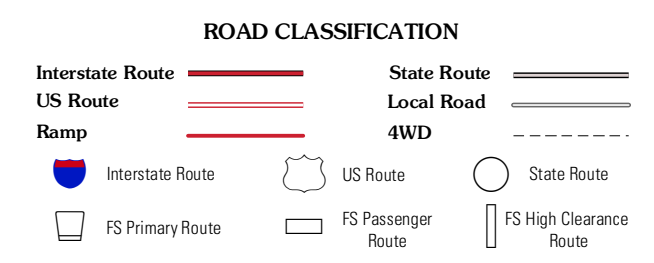 ROAD CLASSIFICATION
Interstate Route
State Route
US Route
Local Road
Ramp
4WD
Interstate Route
US Route
State Route
FS Primary Route
FS Passenger
Route
FS High Clearance
Route